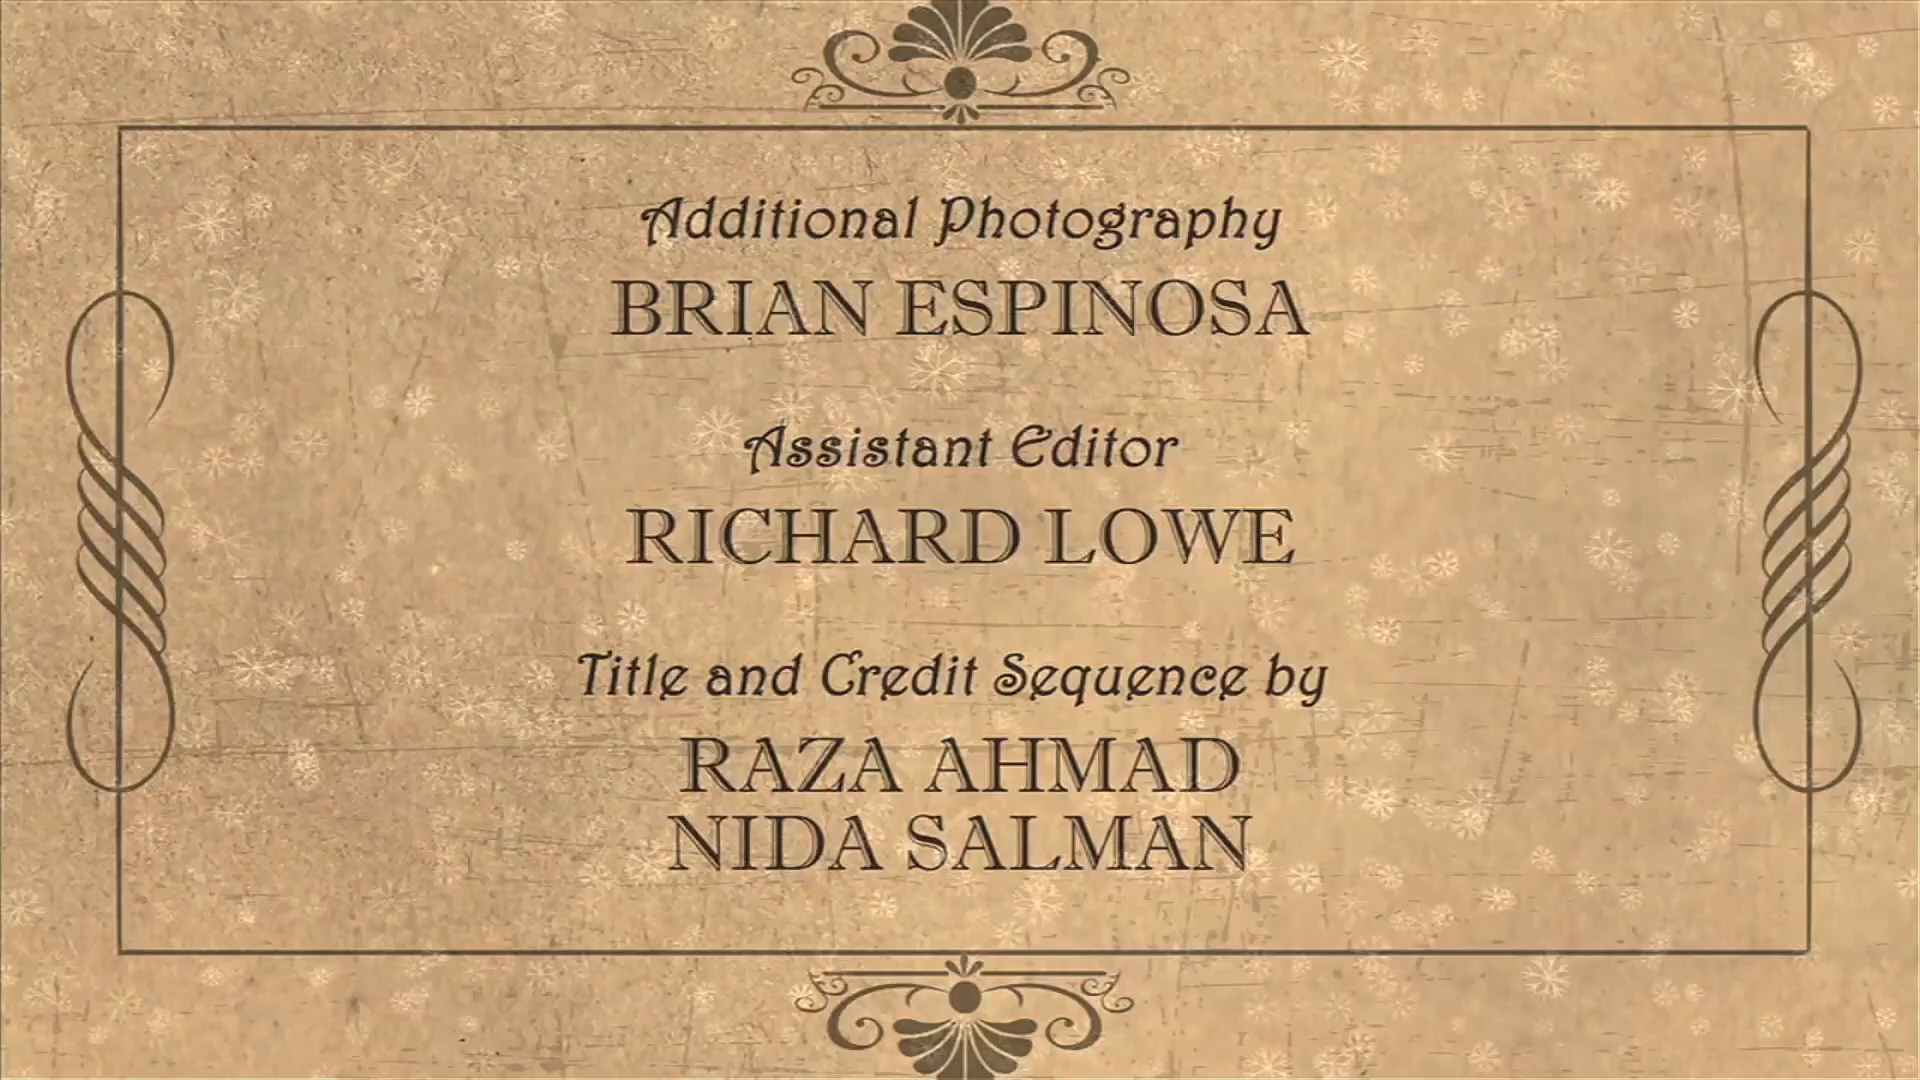 Additional Photography
BRIAN ESPINOSA
Assistant Editor
RICHARD LOWE
Title and Credit Sequence by
RAZA AHMAD
NIDA SALMAN